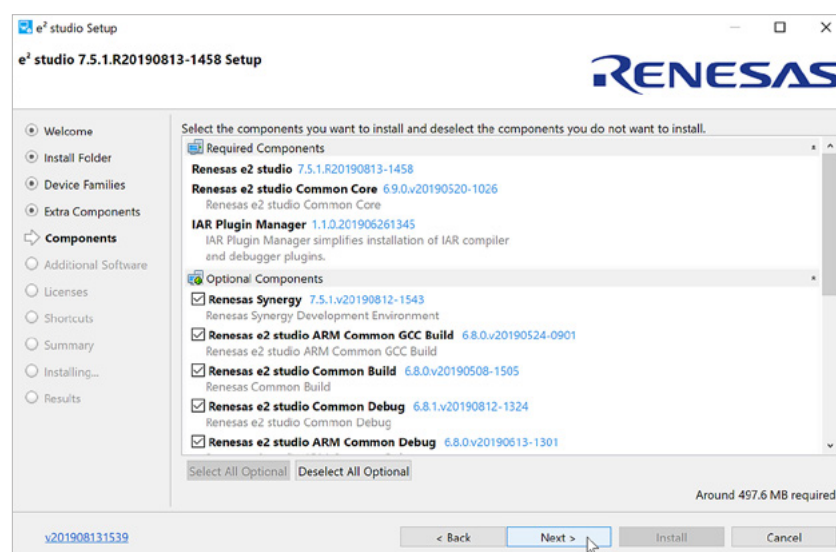 e² studio Setup
e² studio 7.5.1.R20190813-1458 Setup
RENESAS
Welcome
Install Folder
Device Families
Extra Components
Components
Additional Software
Licenses
Shortcuts
Summary
Installing...
Results
Select the components you want to install and deselect the components you do not want to install.
Required Components
Renesas e2 studio 7.5.1.R20190813-1458
Renesas e2 studio Common Core 6.9.0.v20190520-1026
Renesas e2 studio Common Core
IAR Plugin Manager 1.1.0.201906261345
IAR Plugin Manager simplifies installation of IAR compiler
and debugger plugins.
Optional Components
Renesas Synergy 7.5.1.v20190812-1543
Renesas Synergy Development Environment
Renesas e2 studio ARM Common GCC Build 6.8.0.v20190524-0901
Renesas e2 studio ARM Common GCC Build
Renesas e2 studio Common Build 6.8.0.v20190508-1505
Renesas Common Build
Renesas e2 studio Common Debug 6.8.1.v20190812-1324
Renesas e2 studio Common Debug
Renesas e2 studio ARM Common Debug 6.8.0.v20190613-1301
Select All Optional
Deselect All Optional
Around 497.6 MB required
v201908131539
< Back
Next >
Install
Cancel